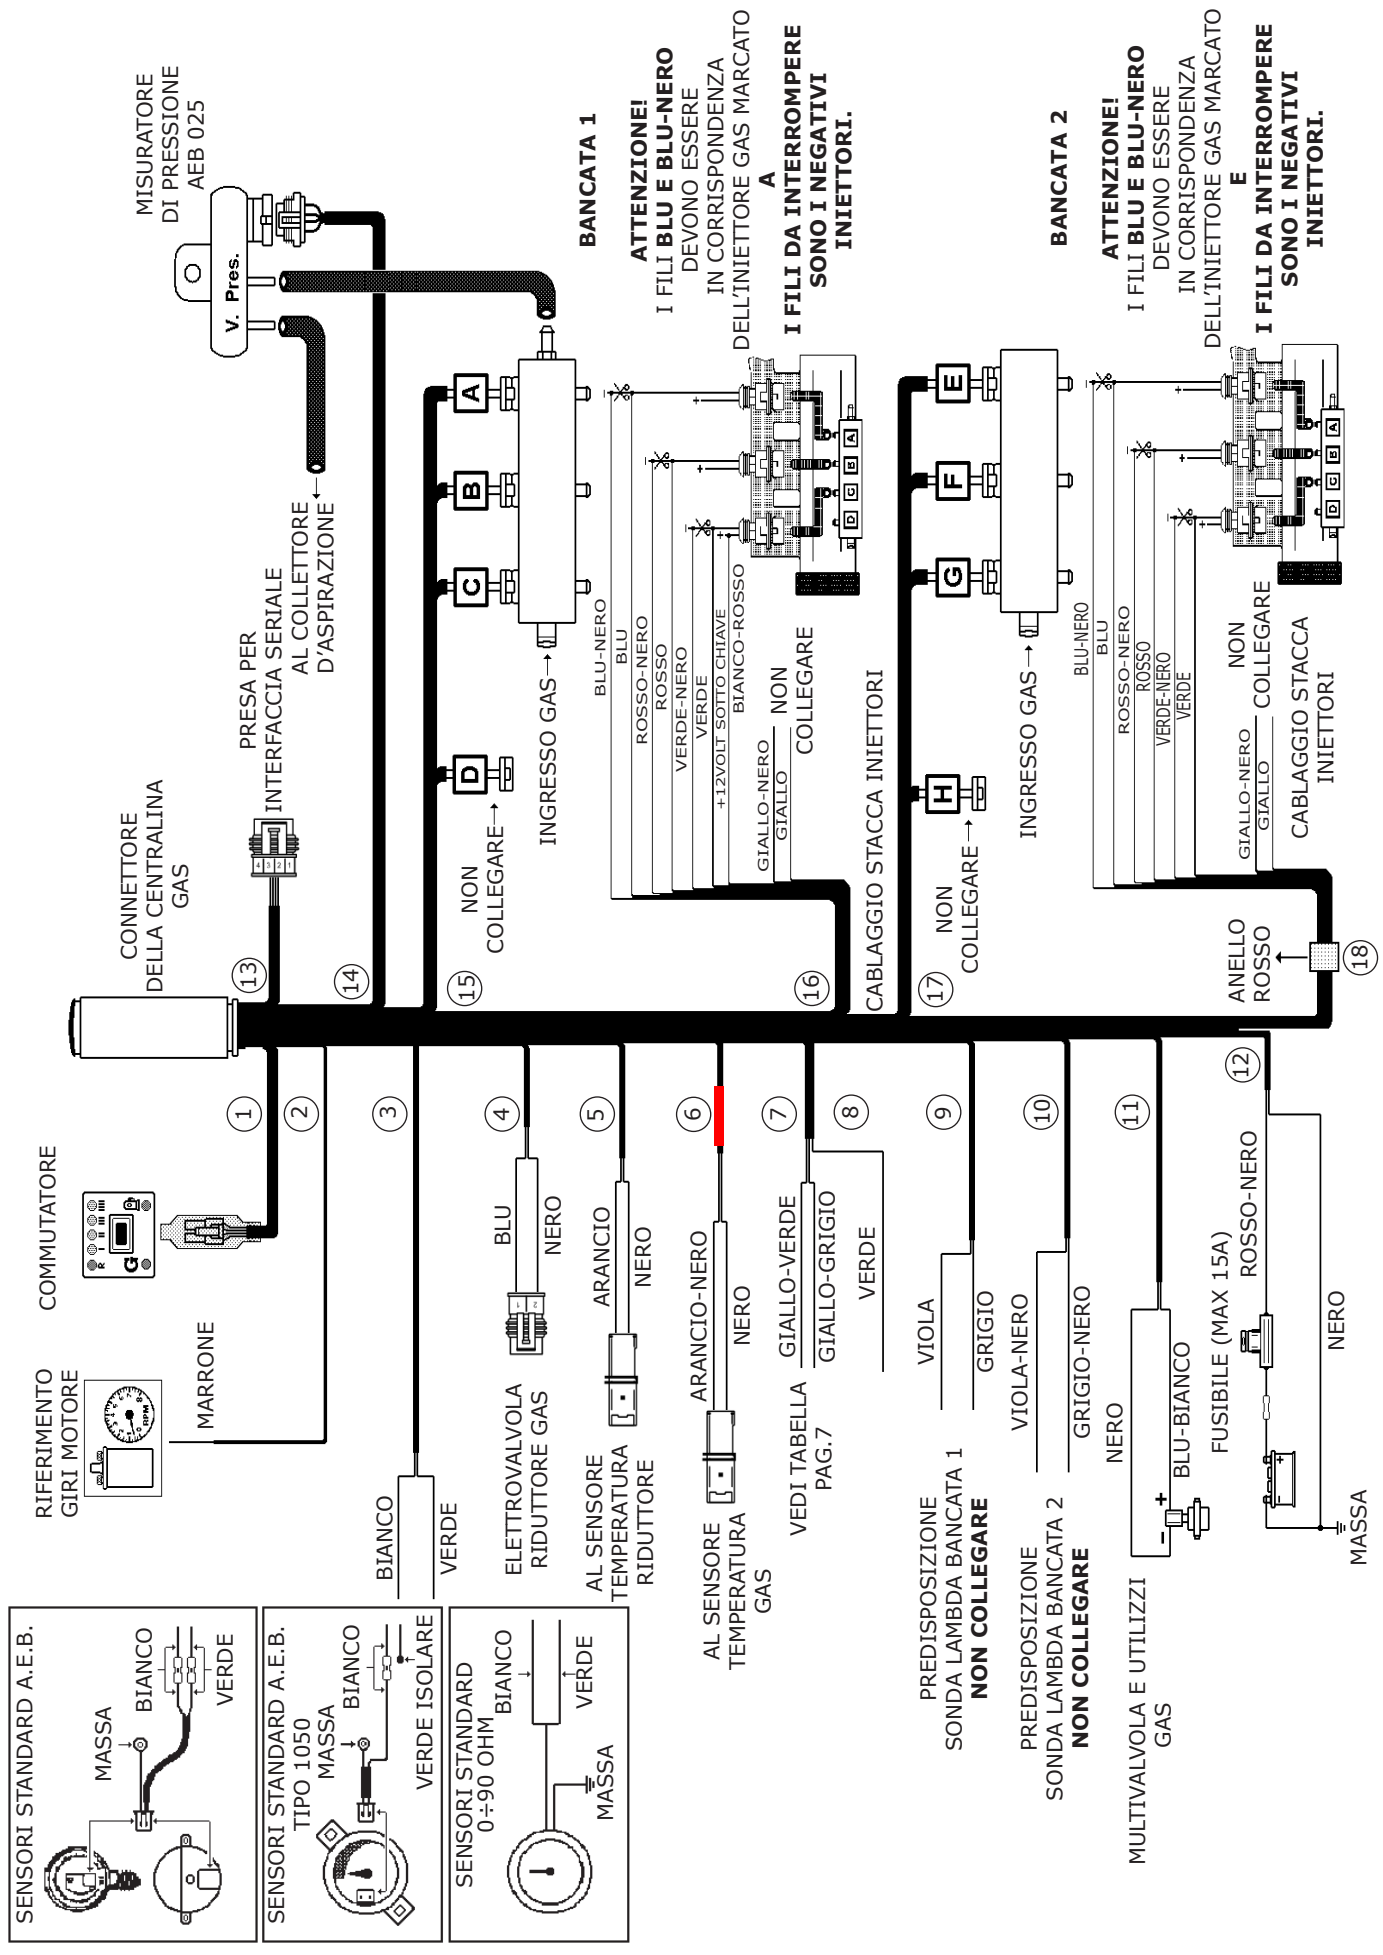 SENSORI STANDARD A.E.B.
MASSA
BIANCO
VERDE
SENSORI STANDARD A.E.B.
TIPO 1050
MASSA
BIANCO
VERDE ISOLARE
SENSORI STANDARD
0÷90 OHM
BIANCO
VERDE
MASSA
RIFERIMENTO
GIRI MOTORE
RPM
MARRONE
COMMUTATORE
R
I
II
III
IIII
G
1
2
3
BIANCO
VERDE
4
BLU
NERO
1
2
ELETTROVALVOLA
RIDUTTORE GAS
5
ARANCIO
NERO
AL SENSORE
TEMPERATURA
RIDUTTORE
6
ARANCIO-NERO
NERO
AL SENSORE
TEMPERATURA
GAS
7
GIALLO-VERDE
GIALLO-GRIGIO
VEDI TABELLA
PAG.7
8
VERDE
9
VIOLA
GRIGIO
PREDISPOSIZIONE
SONDA LAMBDA BANCATA 1
NON COLLEGARE
10
VIOLA-NERO
GRIGIO-NERO
PREDISPOSIZIONE
SONDA LAMBDA BANCATA 2
NON COLLEGARE
11
NERO
BLU-BIANCO
+
−
MULTIVALVOLA E UTILIZZI
GAS
12
ROSSO-NERO
FUSIBILE (MAX 15A)
NERO
- +
MASSA
CONNETTORE
DELLA CENTRALINA
GAS
13
4
3
2
1
PRESA PER
INTERFACCIA SERIALE
14
MISURATORE
DI PRESSIONE
AEB 025
V. Pres.
AL COLLETTORE
D'ASPIRAZIONE
15
D
C
B
A
NON
COLLEGARE
INGRESSO GAS
16
BLU-NERO
BLU
ROSSO-NERO
ROSSO
VERDE-NERO
VERDE
+12VOLT SOTTO CHIAVE
BIANCO-ROSSO
GIALLO-NERO
GIALLO
NON
COLLEGARE
- + - + - +
D C B A
CABLAGGIO STACCA INIETTORI
BANCATA 1
ATTENZIONE!
I FILI BLU E BLU-NERO
DEVONO ESSERE
IN CORRISPONDENZA
DELL'INIETTORE GAS MARCATO
A
I FILI DA INTERROMPERE
SONO I NEGATIVI
INIETTORI.
17
H
G
F
E
NON
COLLEGARE
INGRESSO GAS
18
ANELLO
ROSSO
BLU-NERO
BLU
ROSSO-NERO
ROSSO
VERDE-NERO
VERDE
GIALLO-NERO
GIALLO
NON
COLLEGARE
- + - + - +
D C B A
CABLAGGIO STACCA
INIETTORI
BANCATA 2
ATTENZIONE!
I FILI BLU E BLU-NERO
DEVONO ESSERE
IN CORRISPONDENZA
DELL'INIETTORE GAS MARCATO
E
I FILI DA INTERROMPERE
SONO I NEGATIVI
INIETTORI.